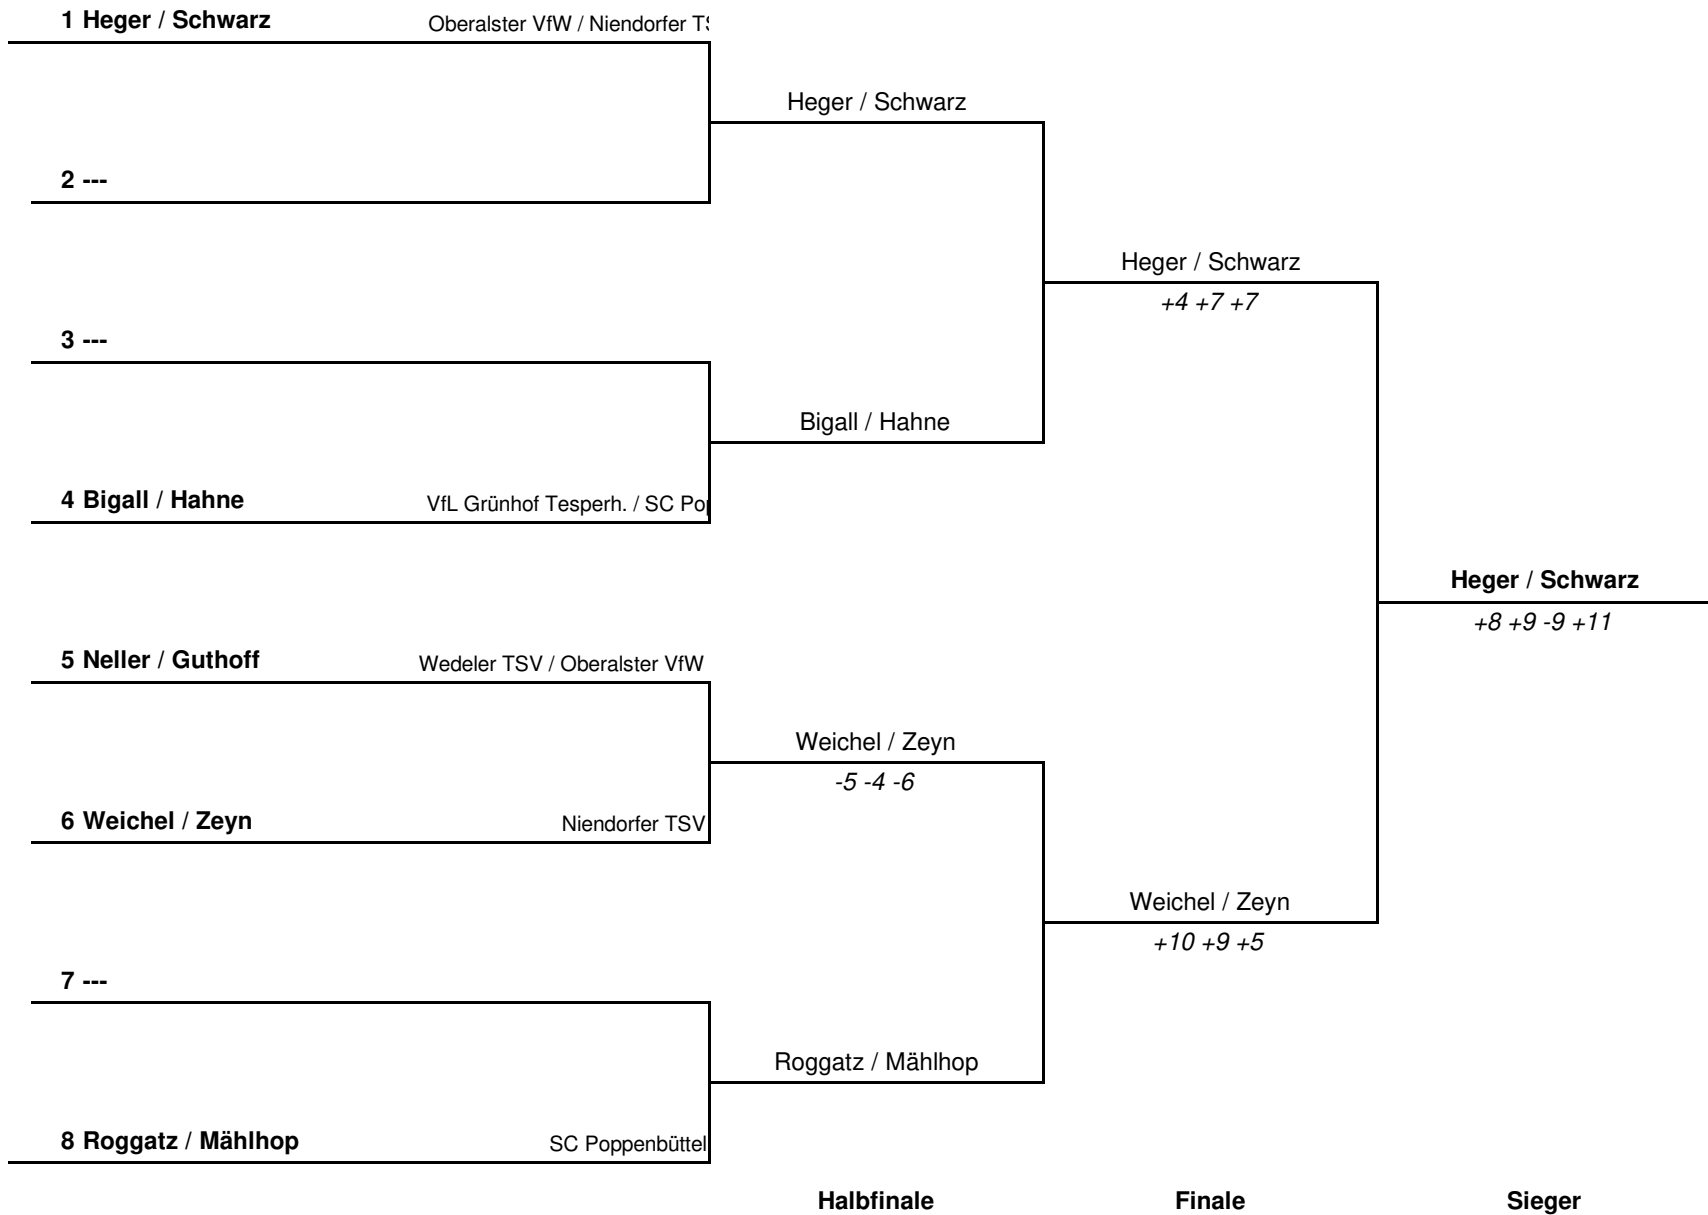 1 Heger / Schwarz Oberalster VfW / Niendorfer
Heger / Schwarz
2 ---
Heger / Schwarz
+4 +7 +7
3 ---
Bigall / Hahne
4 Bigall / Hahne VfL Grünhof Tesperh. / SC
Heger / Schwarz
+8 +9 -9 +11
5 Neller / Guthoff Wedeler TSV / Oberalster VfW
Weichel / Zeyn
-5 -4 -6
6 Weichel / Zeyn Niendorfer TSV
Weichel / Zeyn
+10 +9 +5
7 ---
Roggatz / Mählhop
8 Roggatz / Mählhop SC Poppenbüttel
Halbfinale Finale Sieger